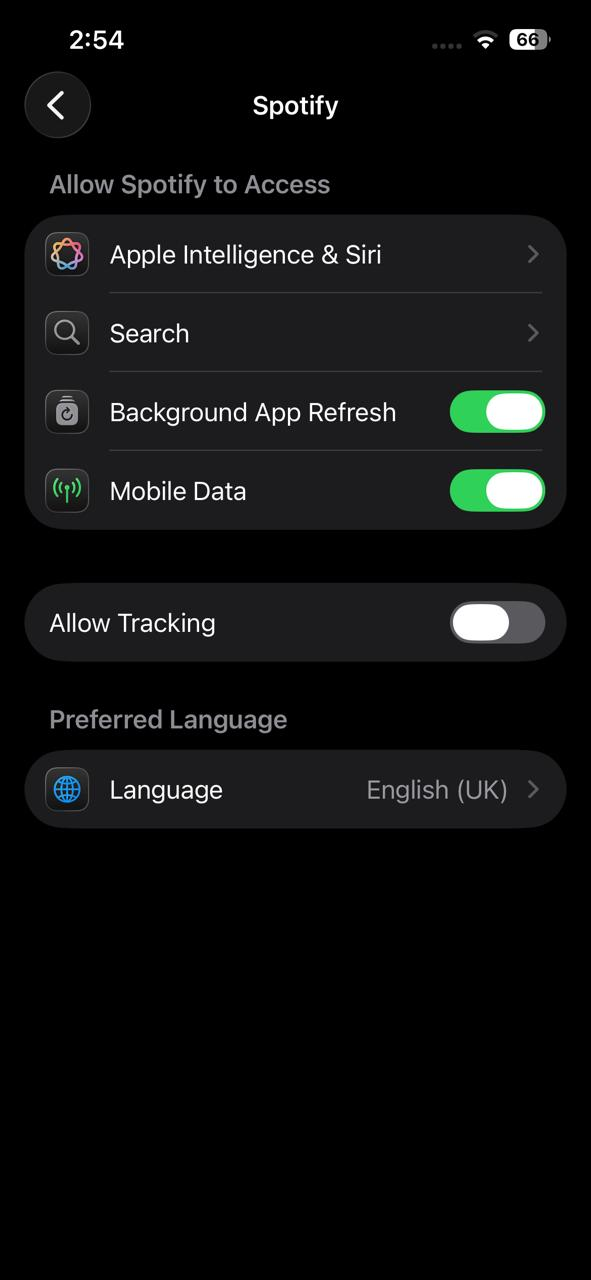 2:54
66
Spotify
Allow Spotify to Access
Apple Intelligence & Siri
Search
Background App Refresh
Mobile Data
Allow Tracking
Preferred Language
Language English (UK)